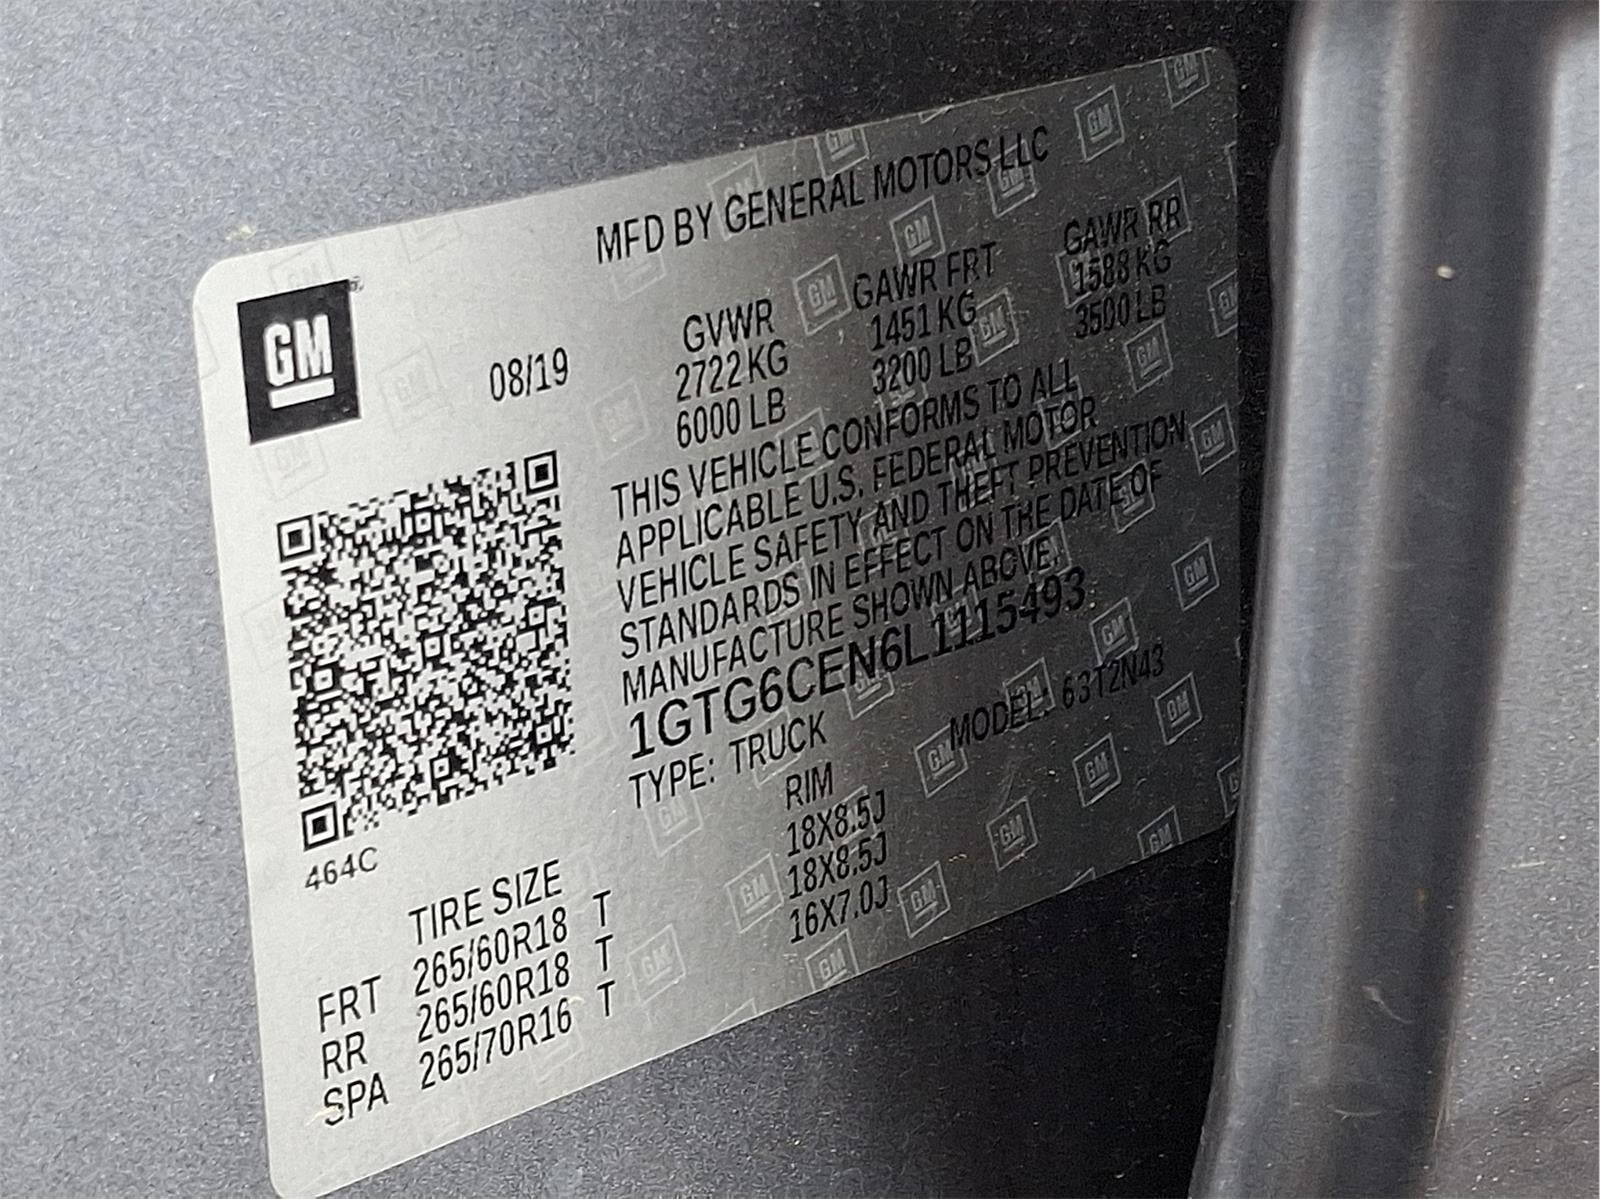 MFD BY GENERAL MOTORS LLC
GM
08/19
GVWR GAWR FRT GAWR RR
2722 KG 1451 KG 1588 KG
6000 LB 3200 LB 3500 LB
THIS VEHICLE CONFORMS TO ALL
APPLICABLE U.S. FEDERAL MOTOR
VEHICLE SAFETY AND THEFT PREVENTION
STANDARDS IN EFFECT ON THE DATE OF
MANUFACTURE SHOWN ABOVE.
1GTG6CEN6L1115493
TYPE: TRUCK MODEL: 63T2N43
464C
TIRE SIZE RIM
FRT 265/60R18 T 18X8.5J
RR 265/60R18 T 18X8.5J
SPA 265/70R16 T 16X7.0J